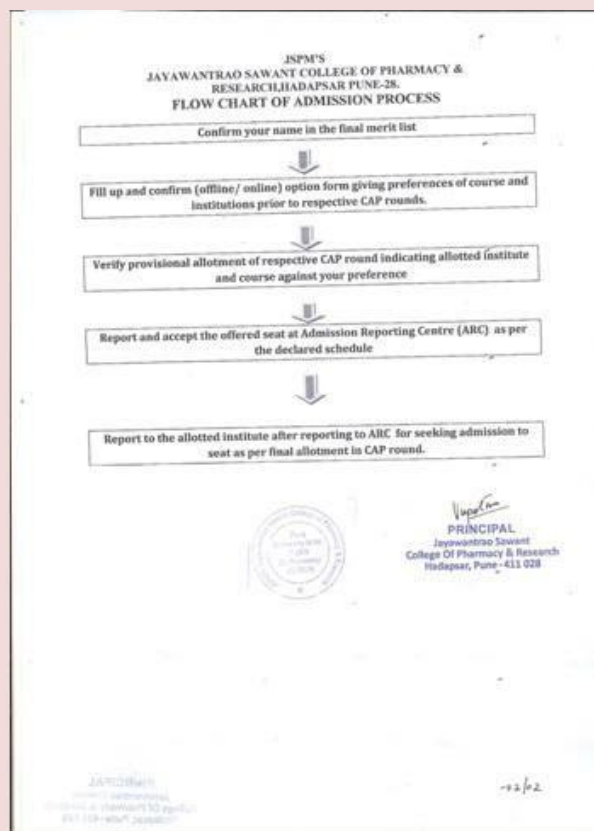 JSPM'S
JAYAWANTRAO SAWANT COLLEGE OF PHARMACY &
RESEARCH,HADAPSAR PUNE-28.
FLOW CHART OF ADMISSION PROCESS
Confirm your name in the final merit list
Fill up and confirm (offline/ online) option form giving preferences of course and
institutions prior to respective CAP rounds.
Verify provisional allotment of respective CAP round indicating allotted institute
and course against your preference
Report and accept the offered seat at Admission Reporting Centre (ARC) as per
the declared schedule
Report to the allotted institute after reporting to ARC for seeking admission to
seat as per final allotment in CAP round.
PRINCIPAL
Jayawantrao Sawant
College Of Pharmacy & Research
Hadapsar, Pune-411 028